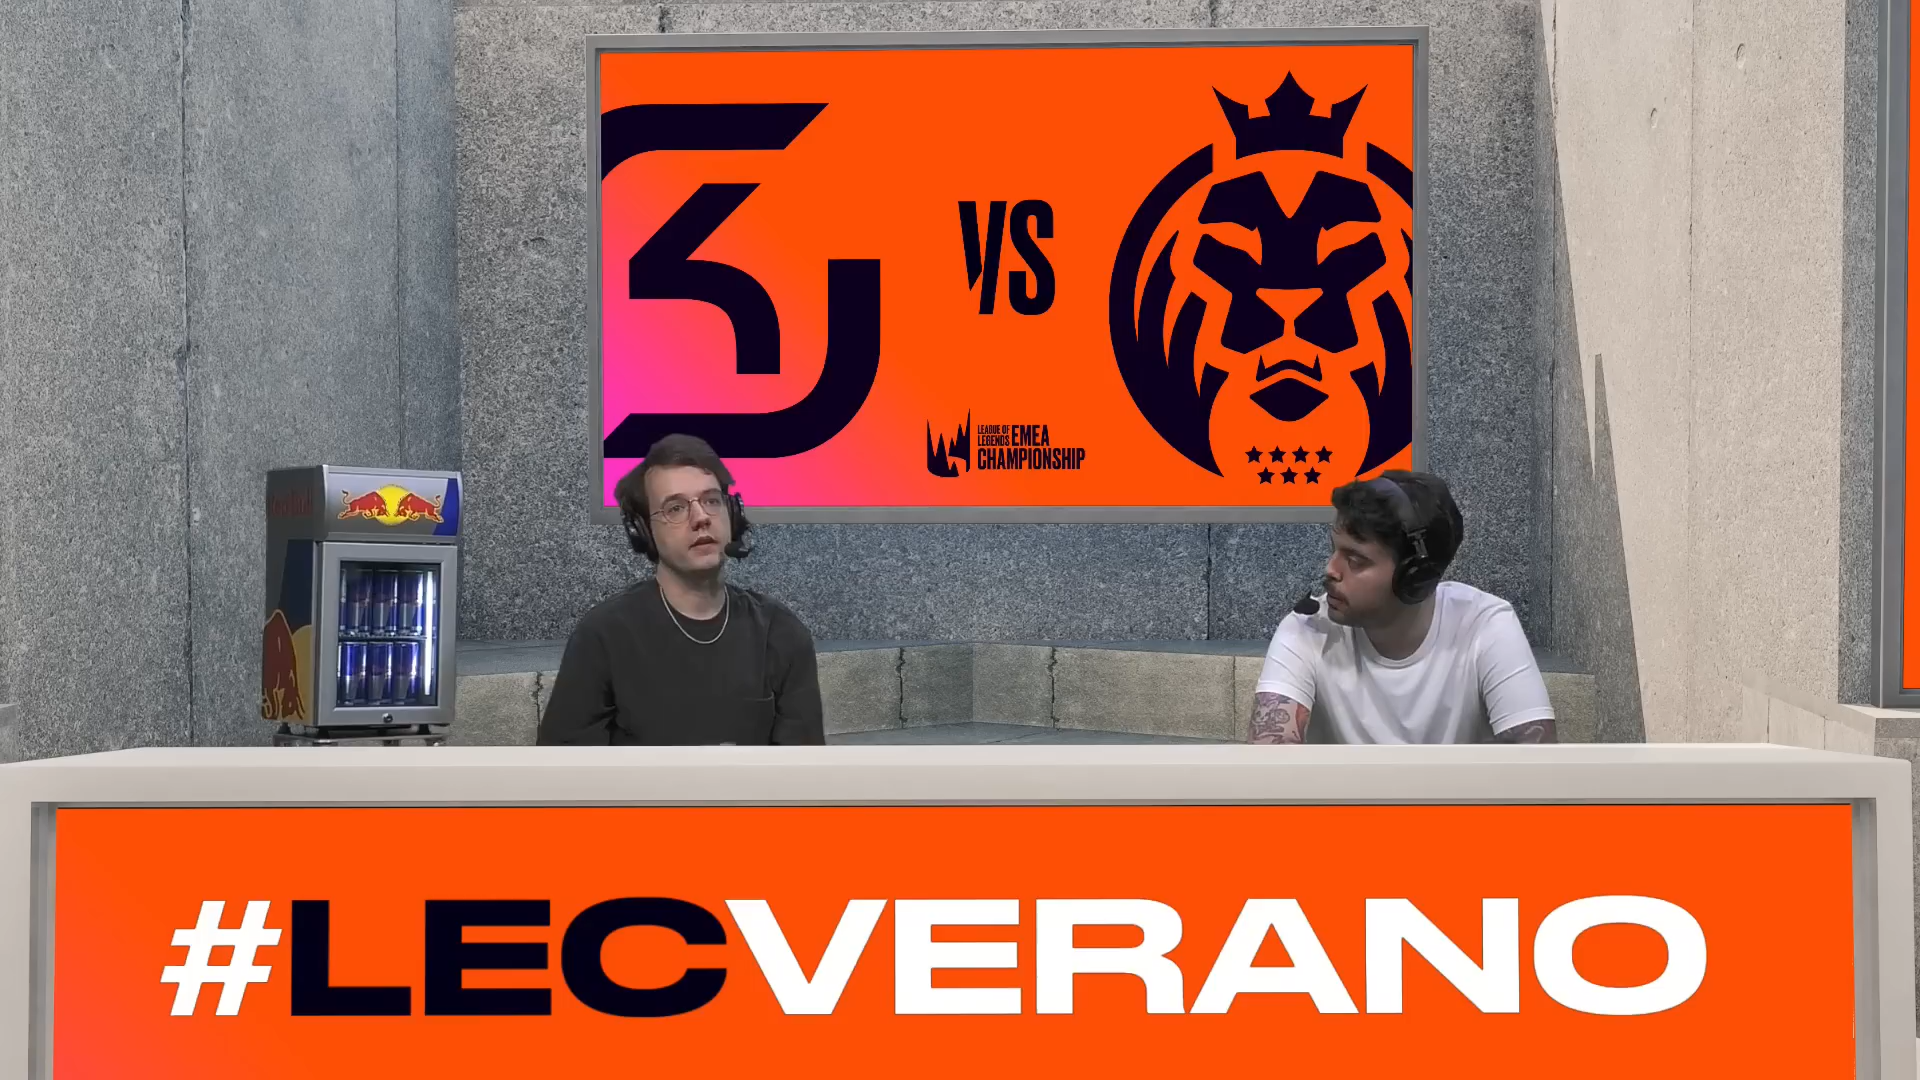 VS
LEAGUE OF
LEGENDS EMEA
CHAMPIONSHIP
#LECVERANO